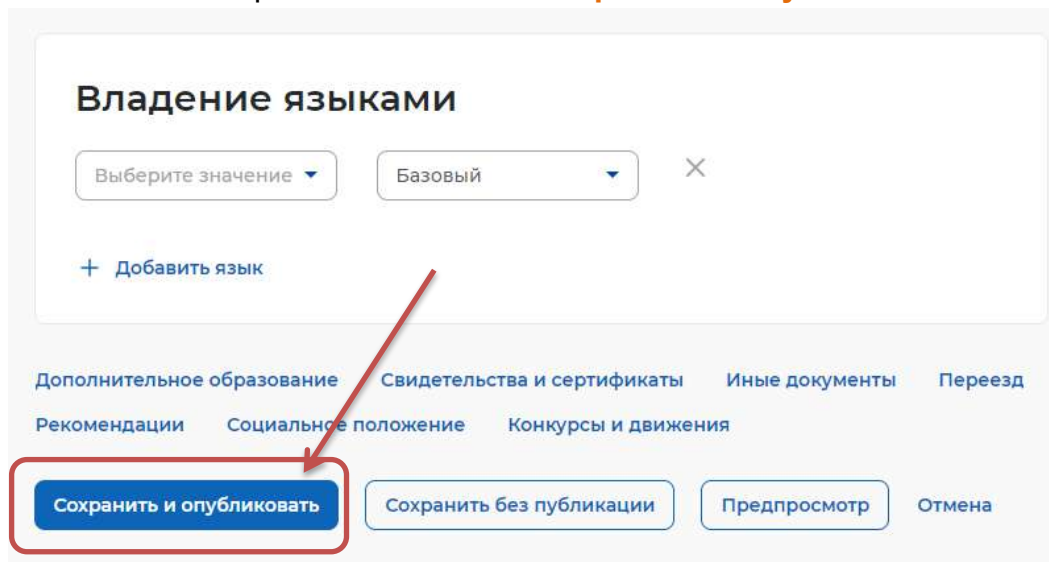 Владение языками
Выберите значение Базовый
+ Добавить язык
Дополнительное образование Свидетельства и сертификаты Иные документы Переезд
Рекомендации Социальное положение Конкурсы и движения
Сохранить и опубликовать Сохранить без публикации Предпросмотр Отмена